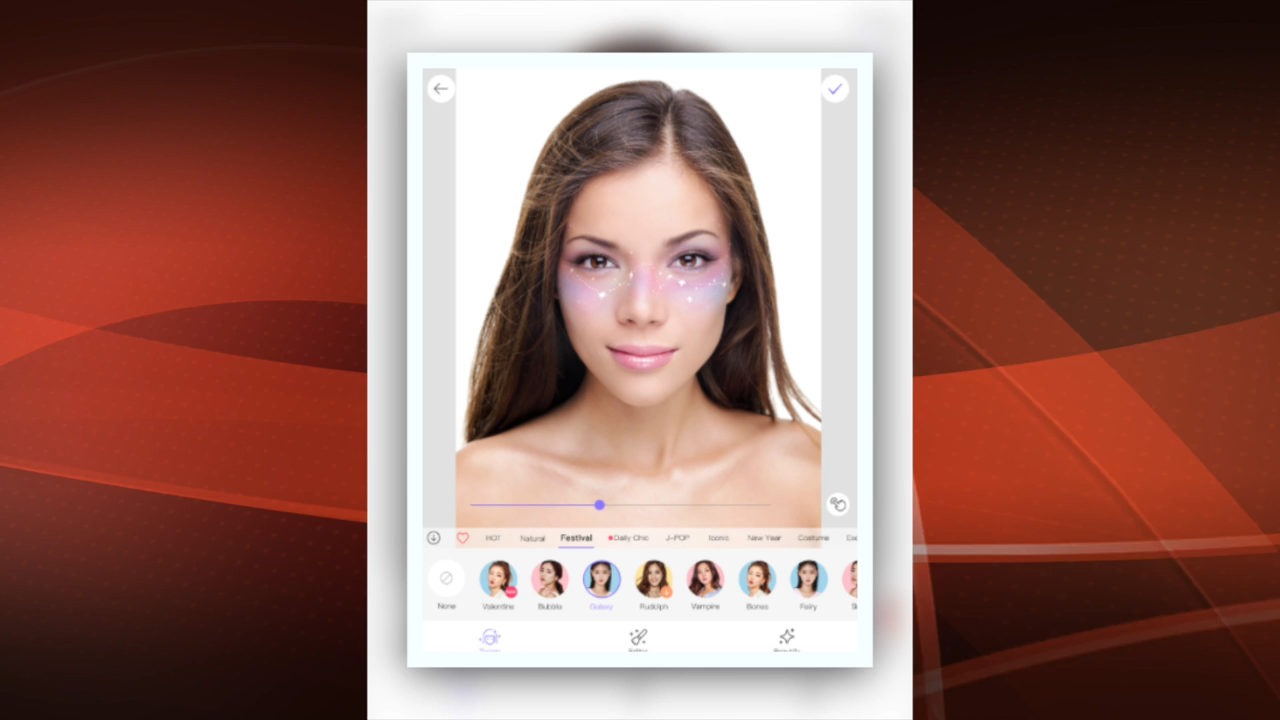 HOT Natural Festival Daily Chic J-POP Iconic New Year Costume
None Valentine Bubble Galaxy Rudolph Vampire Bones Fairy